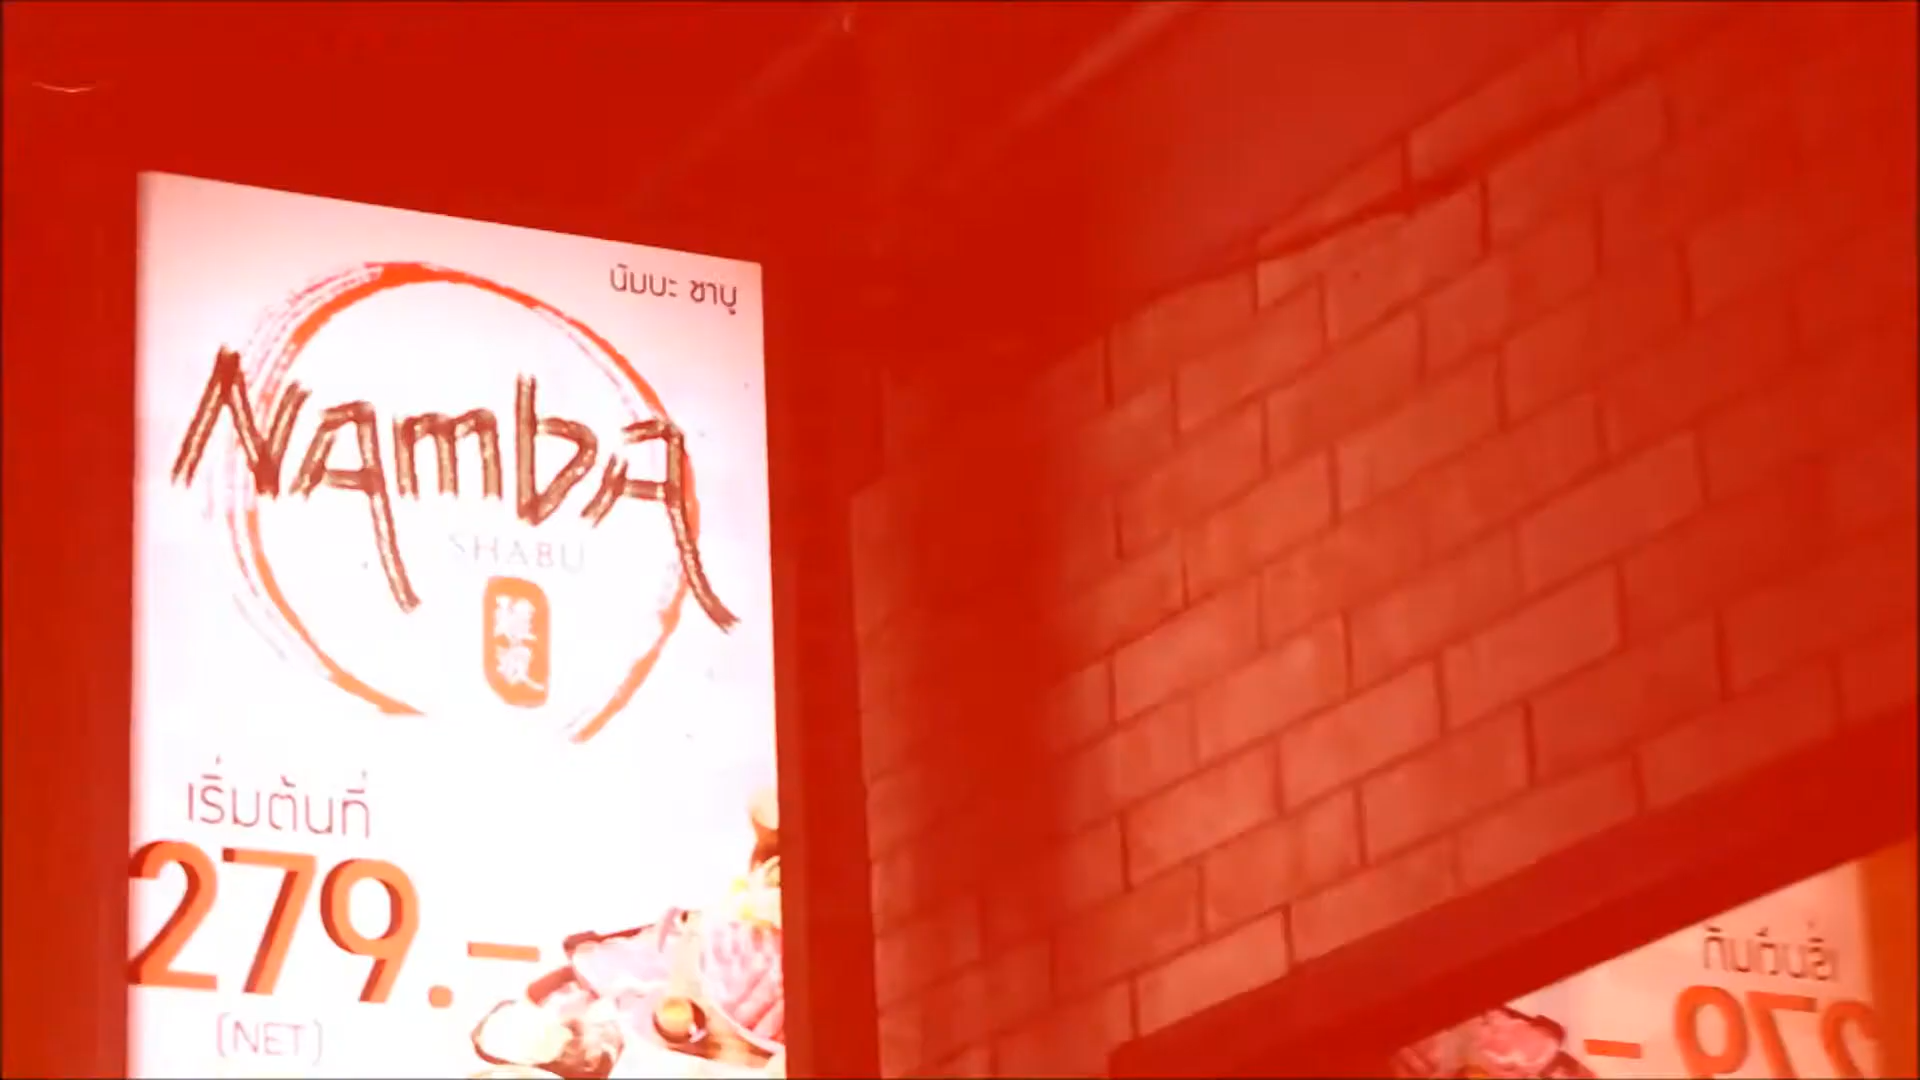 นัมบะ ชาบู
NambA
SHABU
難波
เริ่มต้นที่
279.-
(NET)
279.-